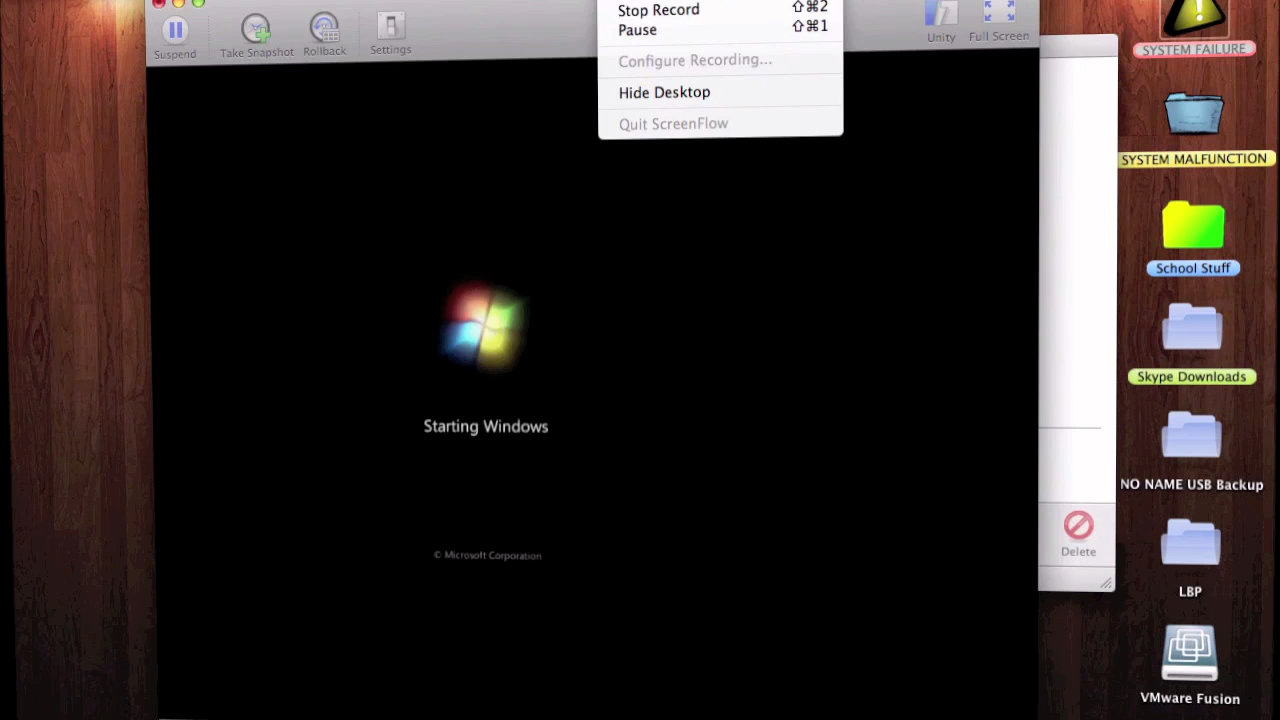 Stop Record ⇧⌘2
Pause ⇧⌘1
Configure Recording...
Hide Desktop
Quit ScreenFlow
Suspend
Take Snapshot
Rollback
Settings
Unity
Full Screen
Starting Windows
© Microsoft Corporation
Delete
SYSTEM FAILURE
SYSTEM MALFUNCTION
School Stuff
Skype Downloads
NO NAME USB Backup
LBP
VMware Fusion